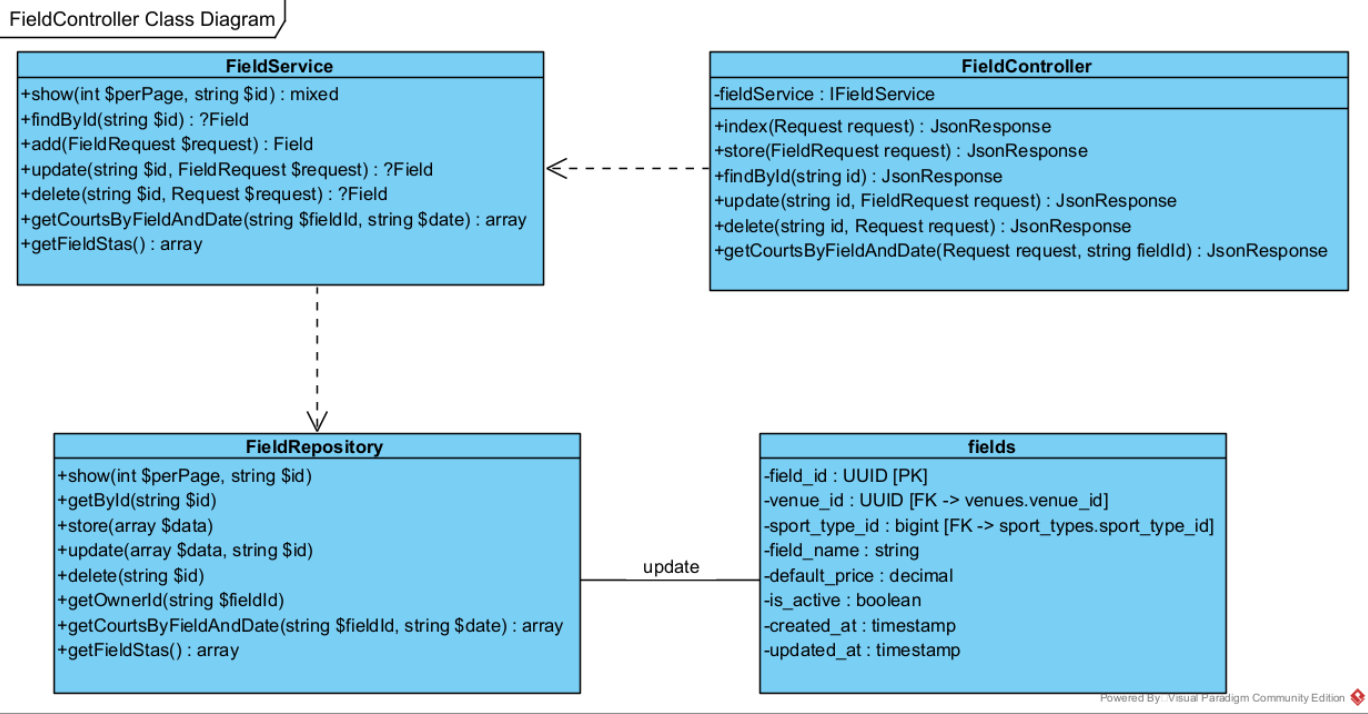 FieldController Class Diagram
FieldService
+show(int $perPage, string $id) : mixed
+findById(string $id) : ?Field
+add(FieldRequest $request) : Field
+update(string $id, FieldRequest $request) : ?Field
+delete(string $id, Request $request) : ?Field
+getCourtsByFieldAndDate(string $fieldId, string $date) : array
+getFieldStas() : array
FieldController
-fieldService : IFieldService
+index(Request request) : JsonResponse
+store(FieldRequest request) : JsonResponse
+findById(string id) : JsonResponse
+update(string id, FieldRequest request) : JsonResponse
+delete(string id, Request request) : JsonResponse
+getCourtsByFieldAndDate(Request request, string fieldId) : JsonResponse
FieldRepository
+show(int $perPage, string $id)
+getById(string $id)
+store(array $data)
+update(array $data, string $id)
+delete(string $id)
+getOwnerId(string $fieldId)
+getCourtsByFieldAndDate(string $fieldId, string $date) : array
+getFieldStas() : array
update
fields
-field_id : UUID [PK]
-venue_id : UUID [FK -> venues.venue_id]
-sport_type_id : bigint [FK -> sport_types.sport_type_id]
-field_name : string
-default_price : decimal
-is_active : boolean
-created_at : timestamp
-updated_at : timestamp
Powered By Visual Paradigm Community Edition